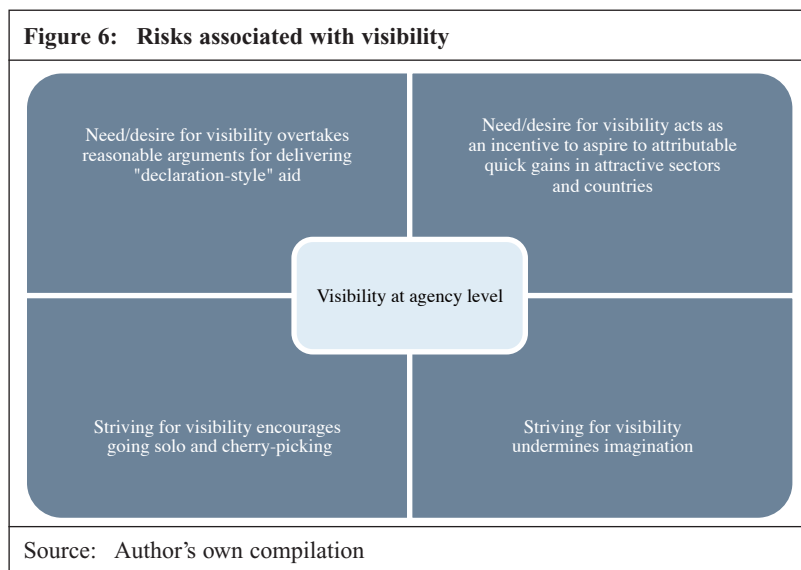 Figure 6: Risks associated with visibility
Need/desire for visibility overtakes
reasonable arguments for delivering
"declaration-style" aid
Need/desire for visibility acts as
an incentive to aspire to attributable
quick gains in attractive sectors
and countries
Visibility at agency level
Striving for visibility encourages
going solo and cherry-picking
Striving for visibility
undermines imagination
Source: Author's own compilation